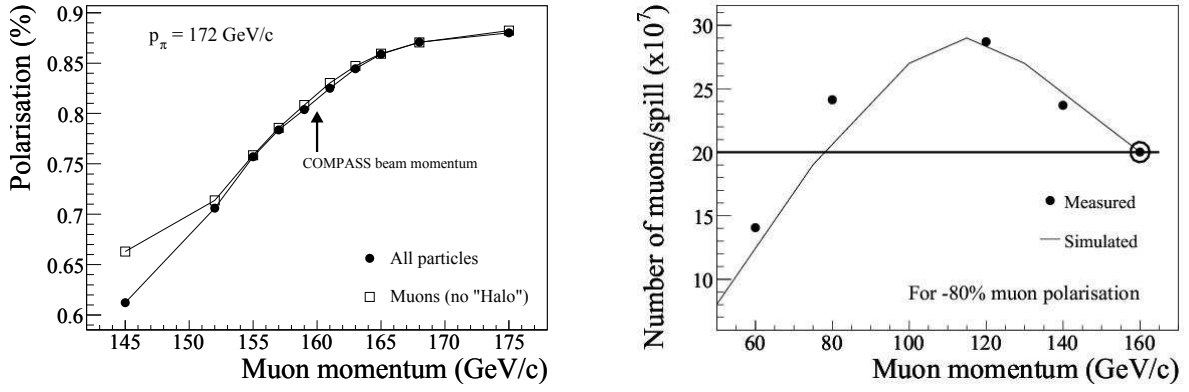 Polarisation (%)
0.9
0.85
0.8
0.75
0.7
0.65
0.6
p_π = 172 GeV/c
COMPASS beam momentum
All particles
Muons (no "Halo")
145 150 155 160 165 170 175
Muon momentum (GeV/c)
Number of muons/spill (x10^7)
30
25
20
15
10
Measured
Simulated
For -80% muon polarisation
60 80 100 120 140 160
Muon momentum (GeV/c)